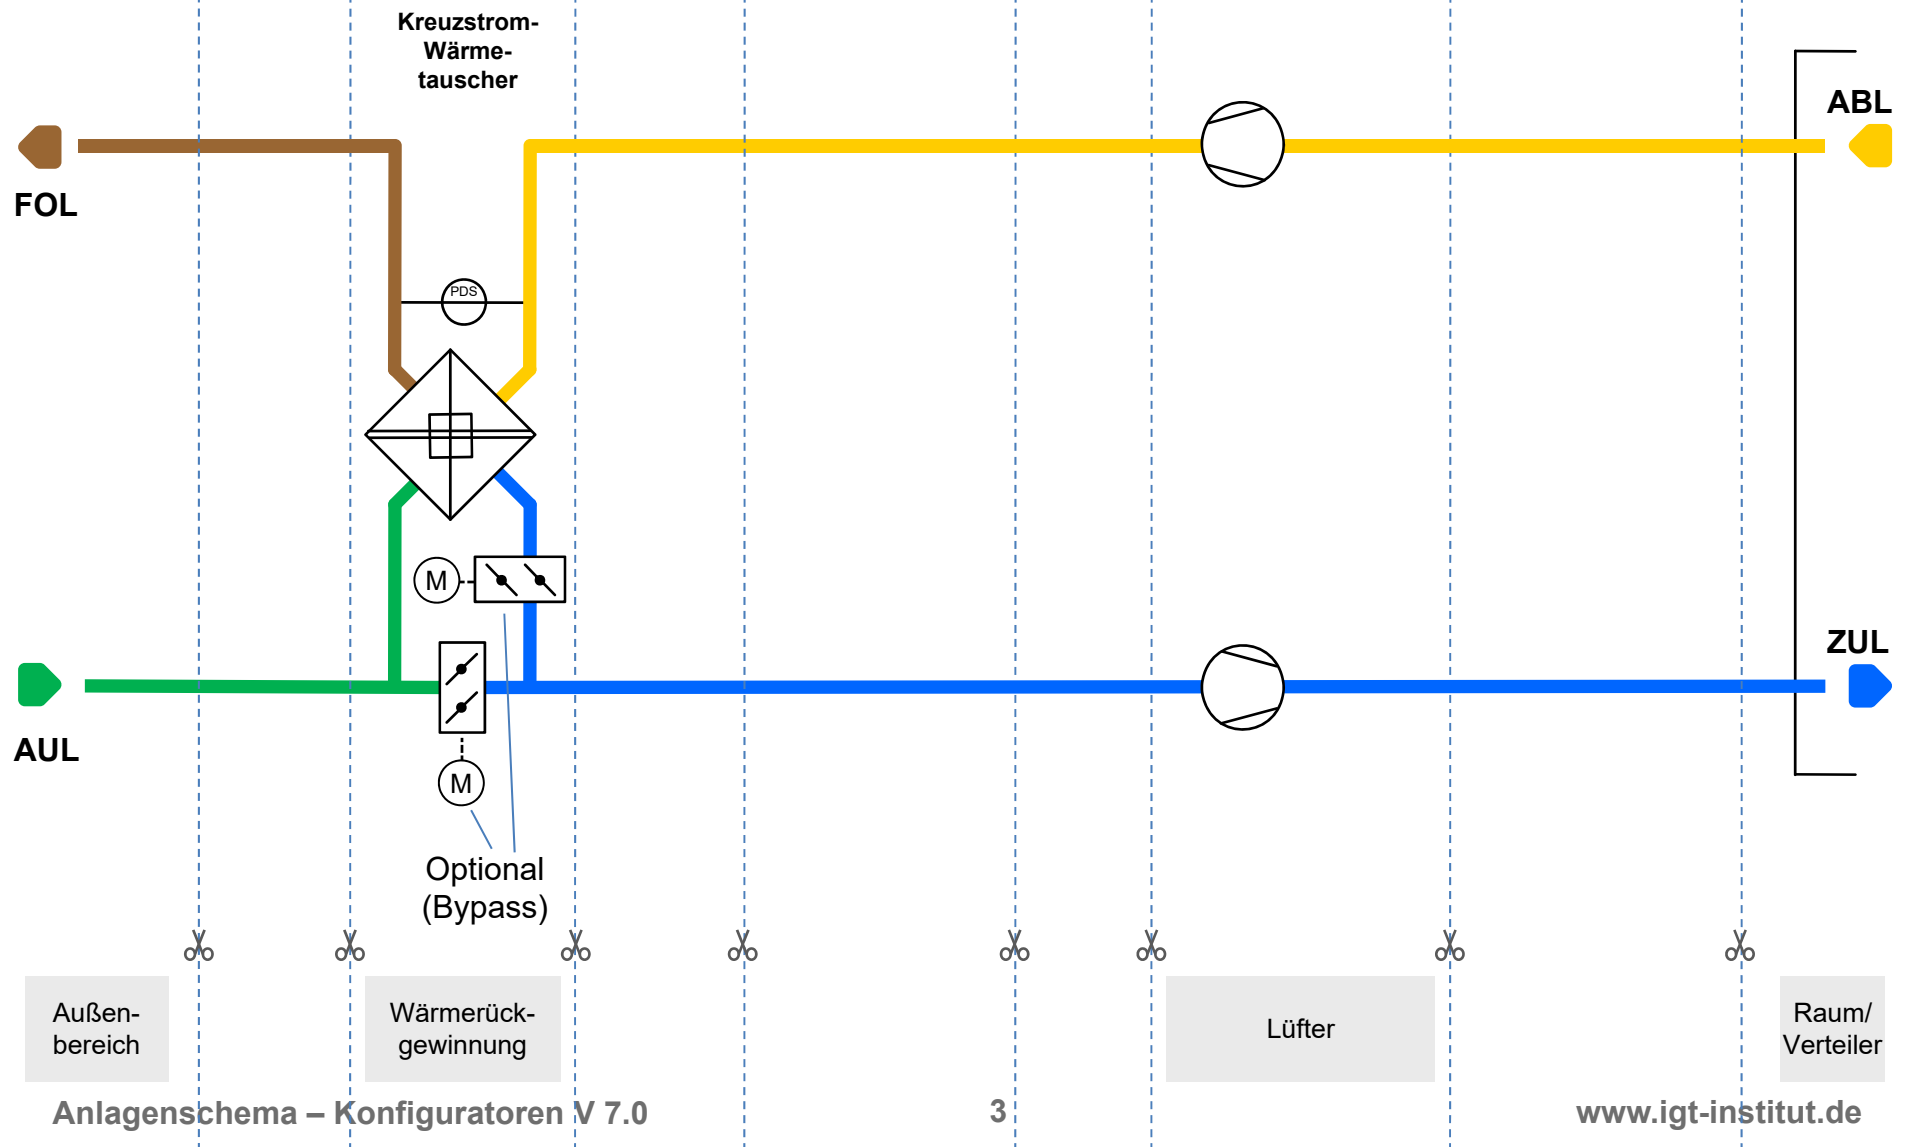 Kreuzstrom-
Wärme-
tauscher
ABL
FOL
PDS
M
ZUL
AUL
M
Optional
(Bypass)
Außen-
bereich
Wärmerück-
gewinnung
Lüfter
Raum/
Verteiler
Anlagenschema – Konfiguratoren V 7.0
3
www.igt-institut.de